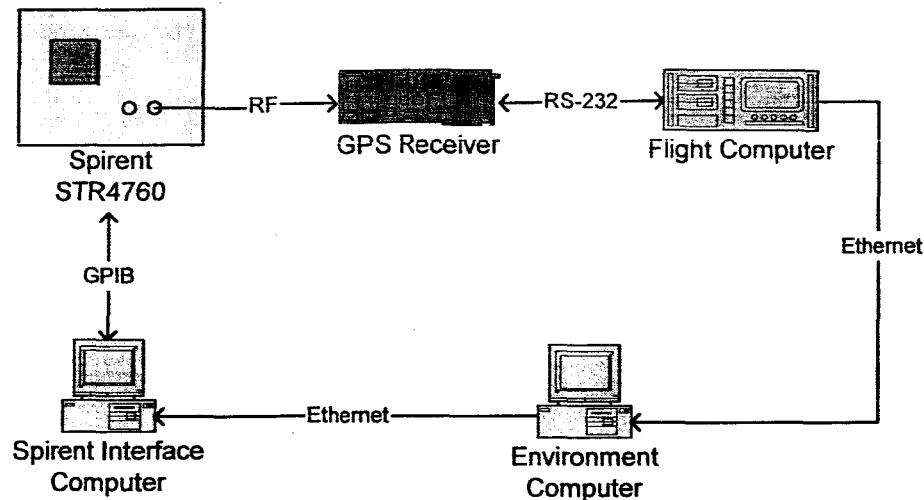 RF
RS-232
GPS Receiver
Flight Computer
Spirent
STR4760
Ethernet
GPIB
Ethernet
Spirent Interface
Computer
Environment
Computer